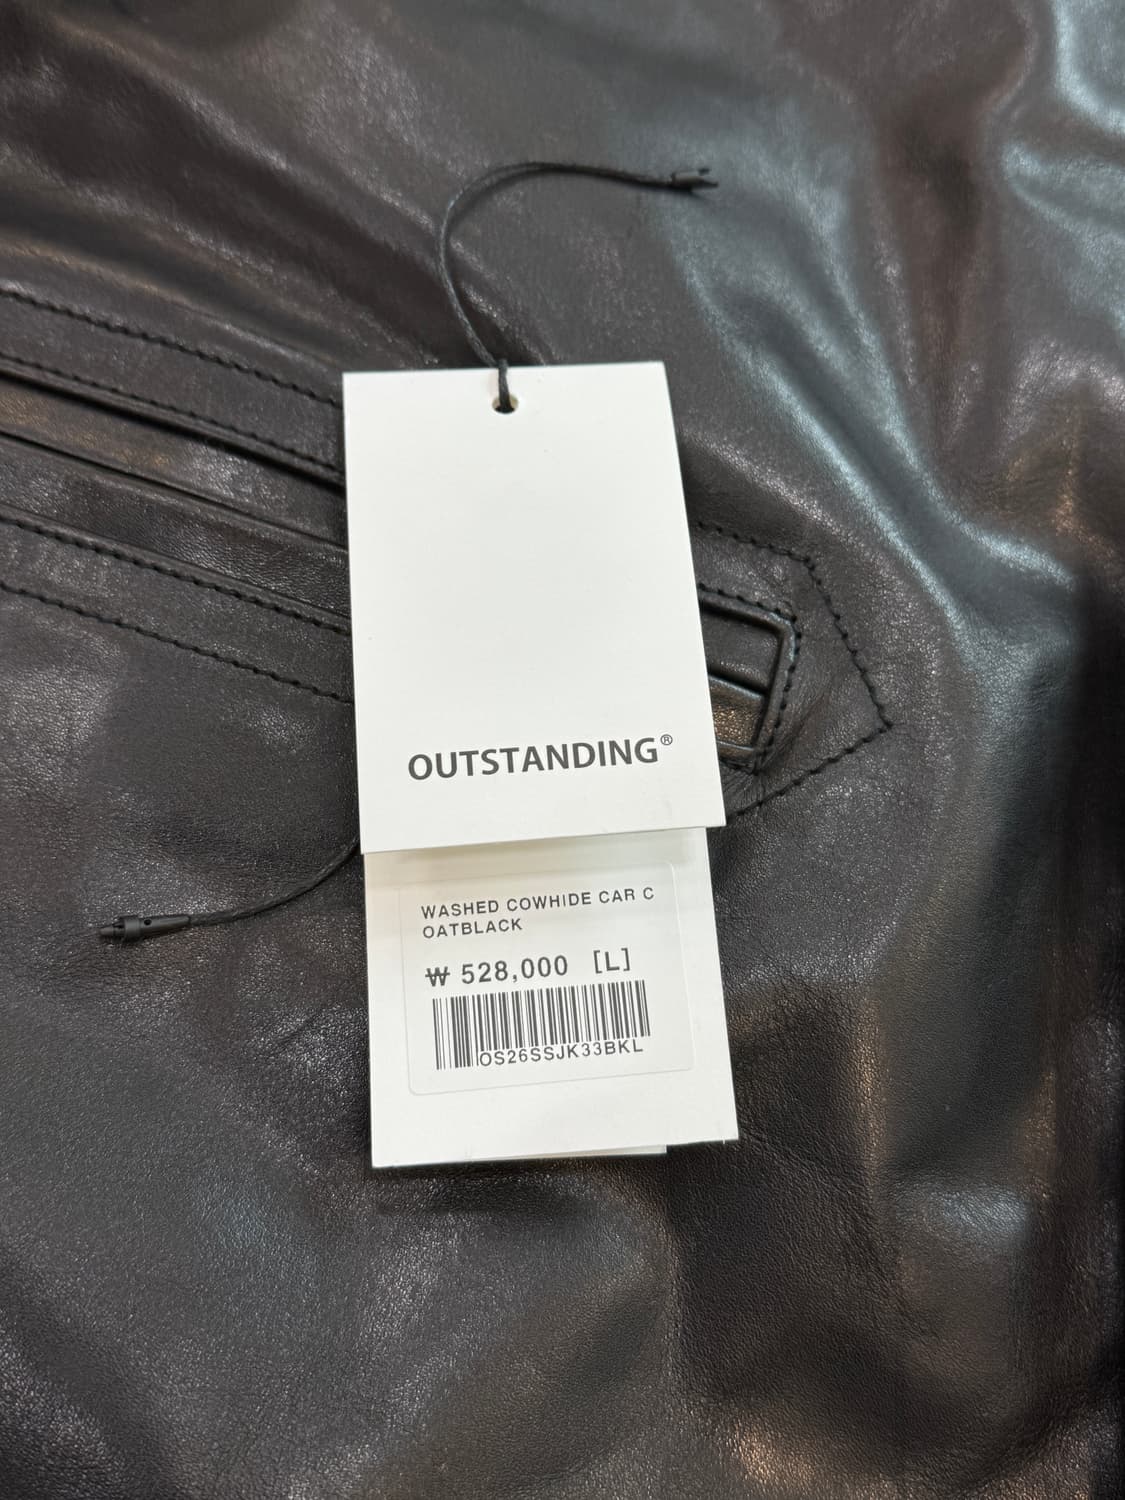 OUTSTANDING®
WASHED COWHIDE CAR C
OATBLACK
₩ 528,000 [L]
OS26SSJK33BKL